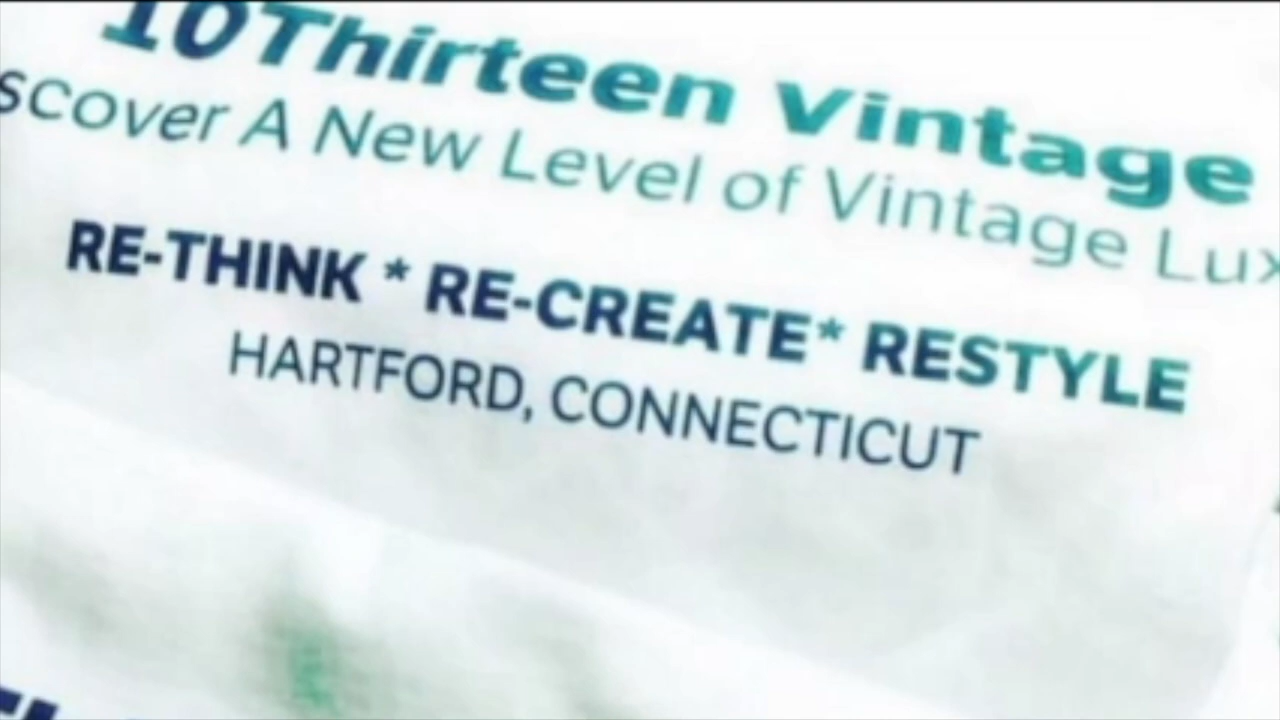 10Thirteen Vintage
scover A New Level of Vintage Lux
RE-THINK * RE-CREATE* RESTYLE
HARTFORD, CONNECTICUT